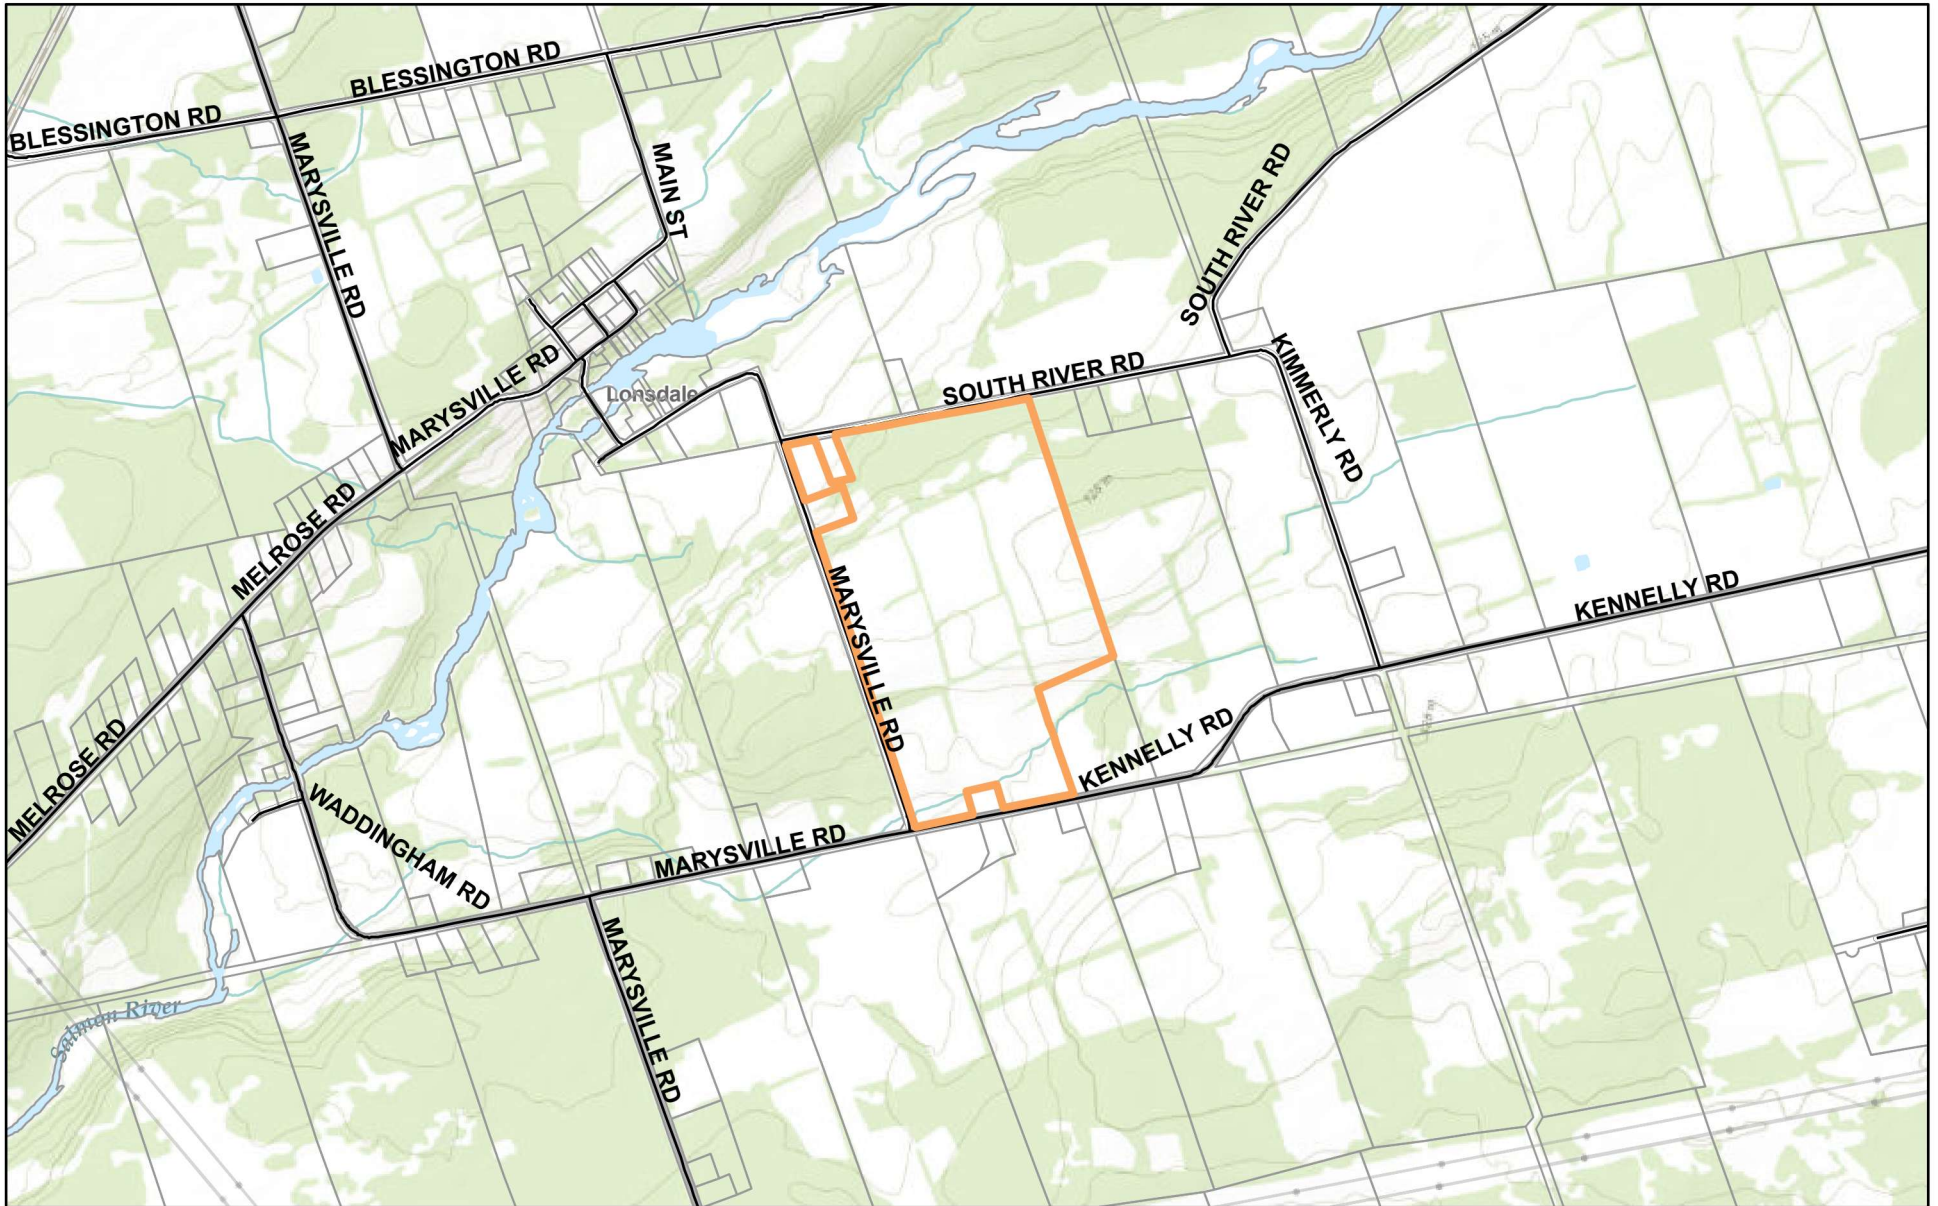 BLESSINGTON RD
BLESSINGTON RD
MARYSVILLE RD
MAIN ST
SOUTH RIVER RD
MARYSVILLE RD
Lonsdale
SOUTH RIVER RD
KIMMERLY RD
MELROSE RD
MARYSVILLE RD
KENNELLY RD
MELROSE RD
KENNELLY RD
WADDINGHAM RD
MARYSVILLE RD
MARYSVILLE RD
Salmon River